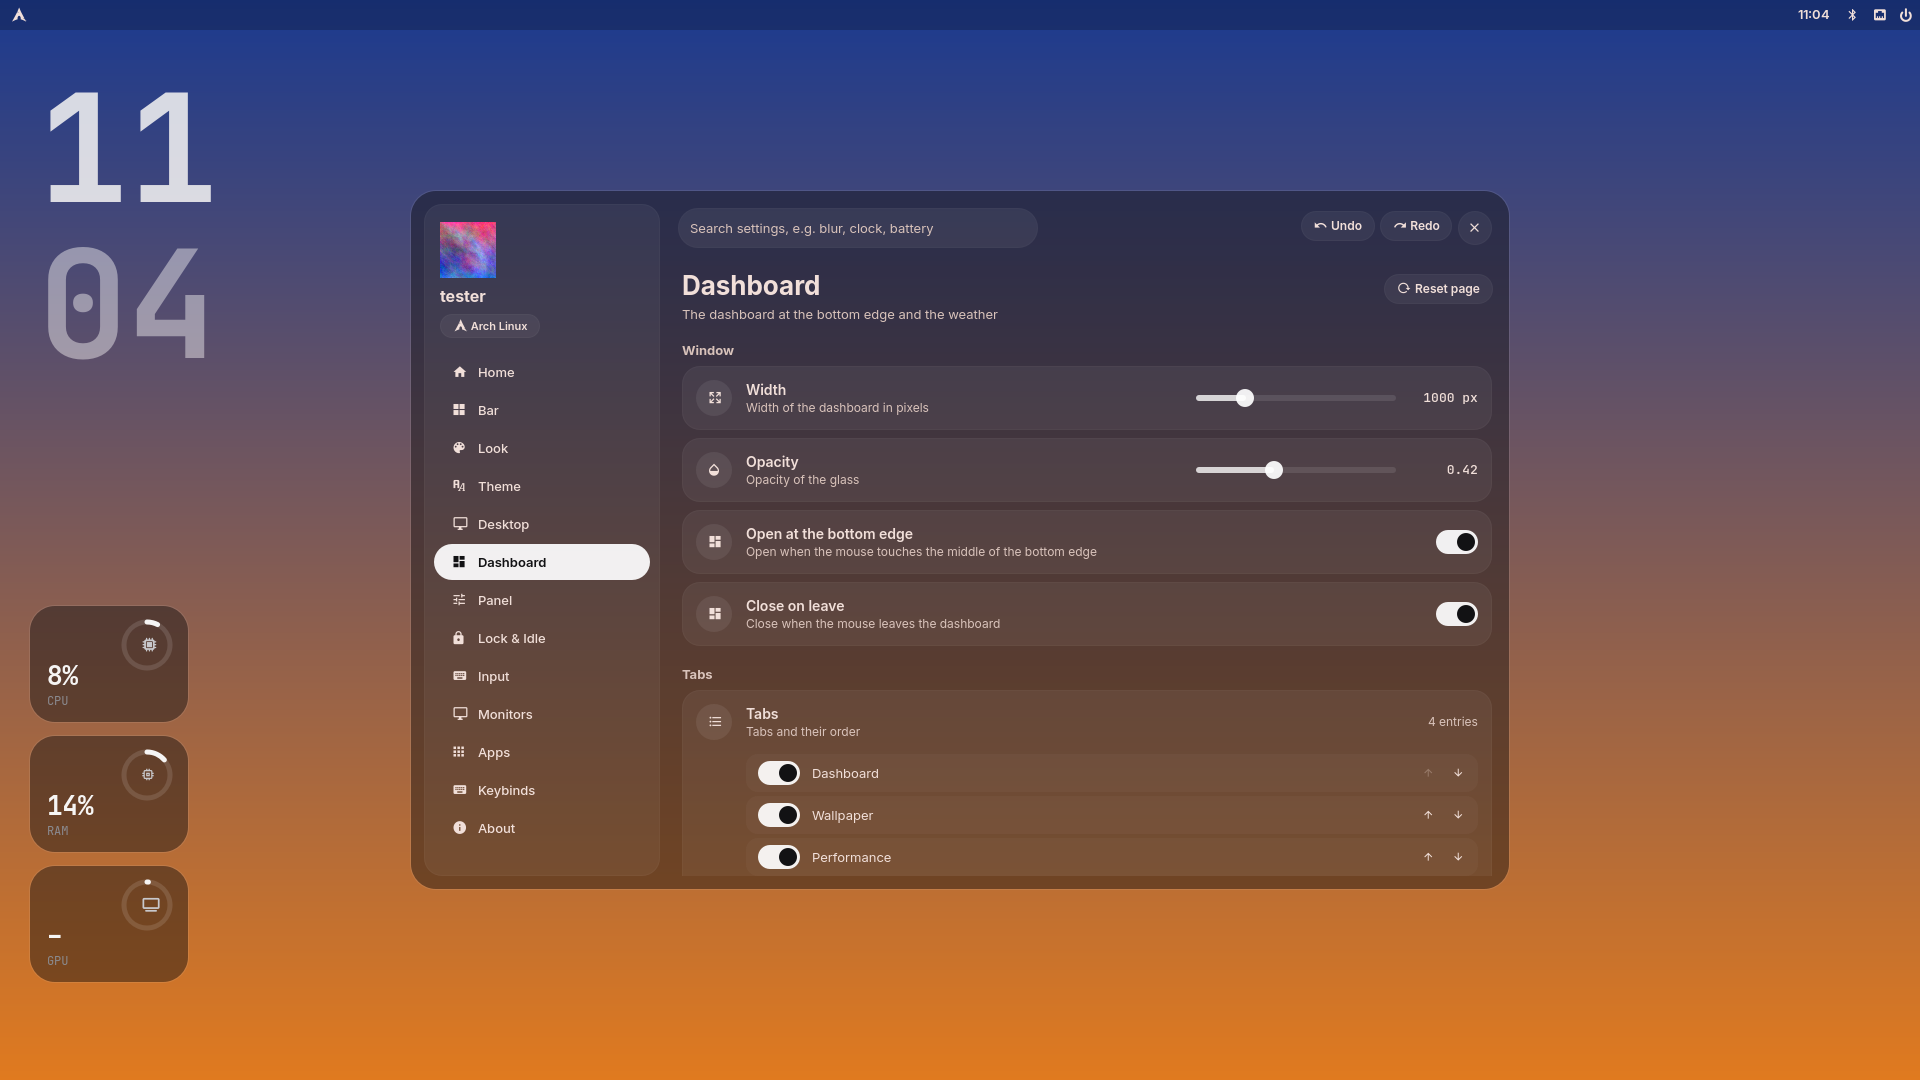 11:04
11
04
8%
CPU
14%
RAM
–
GPU
tester
Arch Linux
Home
Bar
Look
Theme
Desktop
Dashboard
Panel
Lock & Idle
Input
Monitors
Apps
Keybinds
About
Search settings, e.g. blur, clock, battery
Undo
Redo
Dashboard
Reset page
The dashboard at the bottom edge and the weather
Window
Width
Width of the dashboard in pixels
1000 px
Opacity
Opacity of the glass
0.42
Open at the bottom edge
Open when the mouse touches the middle of the bottom edge
Close on leave
Close when the mouse leaves the dashboard
Tabs
Tabs
Tabs and their order
4 entries
Dashboard
Wallpaper
Performance